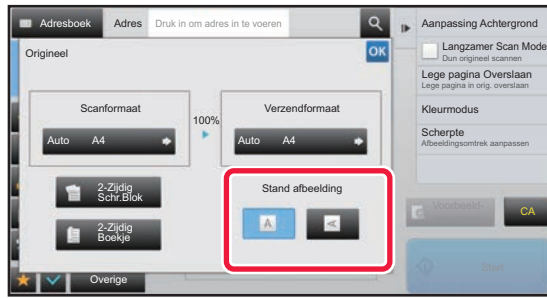 Adresboek
Adres
Druk in om adres in te voeren
Aanpassing Achtergrond
Origineel
OK
Langzamer Scan Mode
Dun origineel scannen
Lege pagina Overslaan
Lege pagina in orig. overslaan
Scanformaat
Verzendformaat
100%
Kleurmodus
Auto A4
Auto A4
Scherpte
Afbeeldingsomtrek aanpassen
2-Zijdig
Schr.Blok
Stand afbeelding
A
A
2-Zijdig
Boekje
Voorbeeld-
CA
Overige
Start